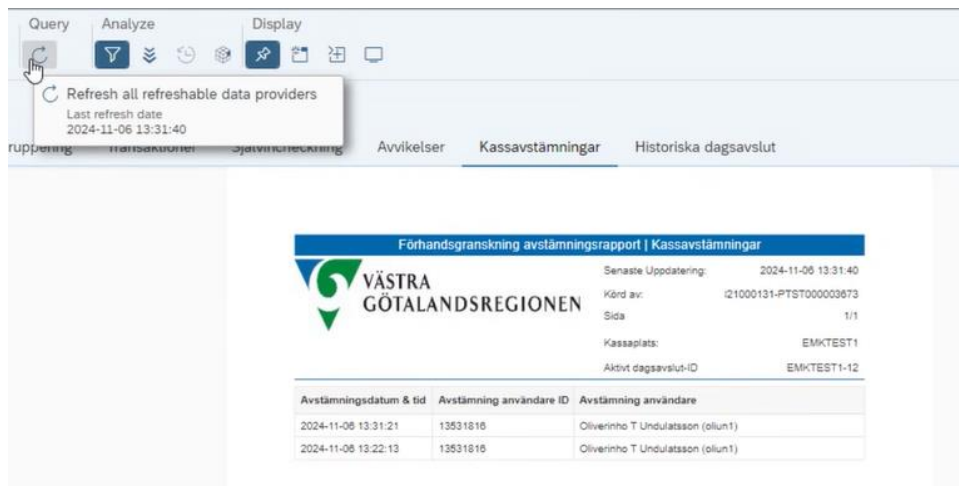 Query Analyze Display
Refresh all refreshable data providers
Last refresh date
2024-11-06 13:31:40
Transaktioner Självincheckning Avvikelser Kassavstämningar Historiska dagsavslut
Förhandsgranskning avstämningsrapport | Kassavstämningar
VÄSTRA
GÖTALANDSREGIONEN
Senaste Uppdatering: 2024-11-06 13:31:40
Körd av: i21000131-PTST000003673
Sida 1/1
Kassaplats: EMKTEST1
Aktivt dagsavslut-ID EMKTEST1-12
Avstämningsdatum & tid Avstämning användare ID Avstämning användare
2024-11-06 13:31:21 13531816 Oliverinho T Undulatsson (oliun1)
2024-11-06 13:22:13 13531816 Oliverinho T Undulatsson (oliun1)